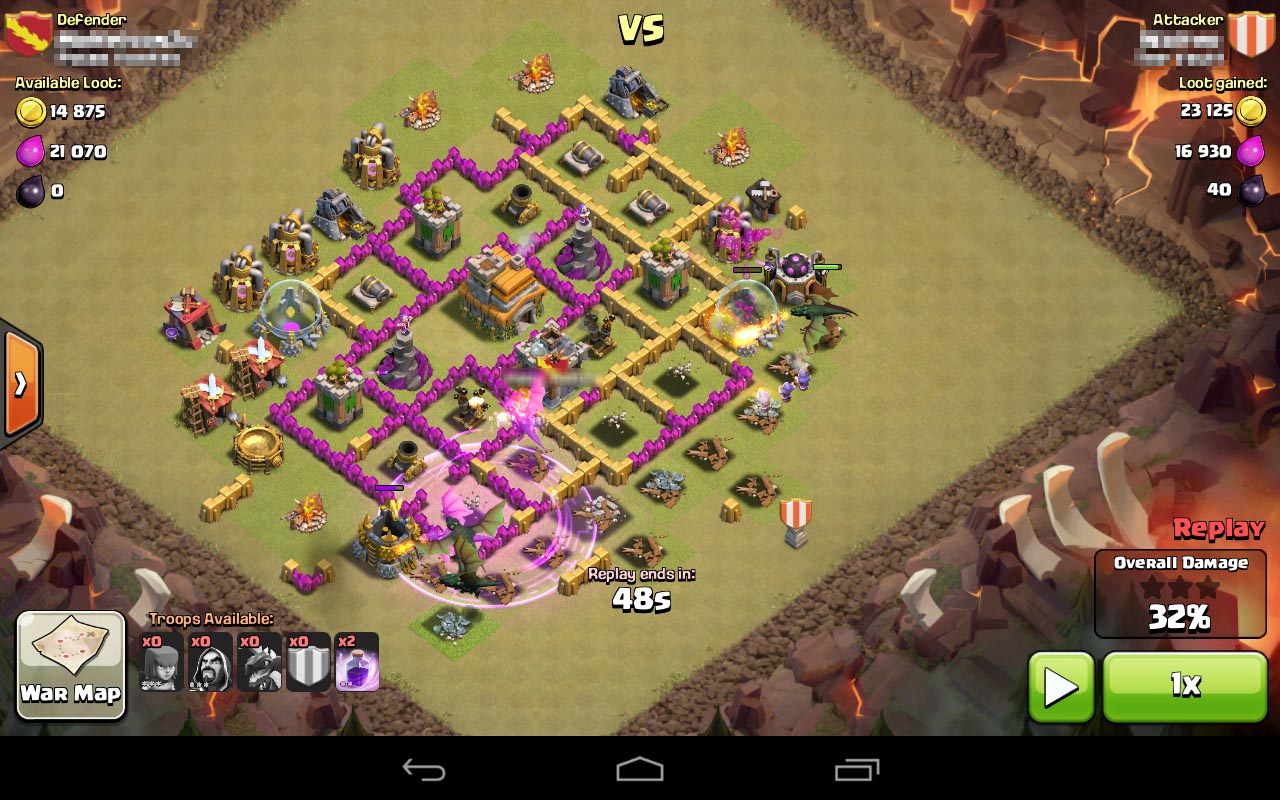 Defender
VS
Attacker
Available Loot:
14 875
21 070
0
Loot gained:
23 125
16 930
40
Replay
Overall Damage
32%
Replay ends in:
48s
Troops Available:
x0
x0
x0
x0
x2
War Map
1x